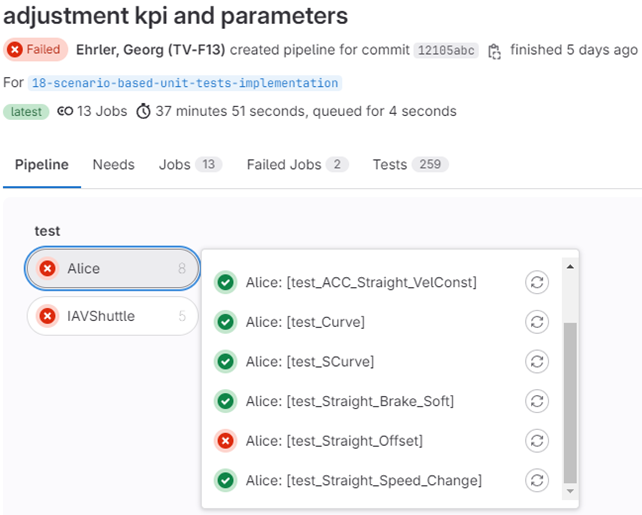 adjustment kpi and parameters
Failed Ehrler, Georg (TV-F13) created pipeline for commit 12105abc finished 5 days ago
For 18-scenario-based-unit-tests-implementation
latest 13 Jobs 37 minutes 51 seconds, queued for 4 seconds
Pipeline Needs Jobs 13 Failed Jobs 2 Tests 259
test
Alice 8
IAVShuttle 5
Alice: [test_ACC_Straight_VelConst]
Alice: [test_Curve]
Alice: [test_SCurve]
Alice: [test_Straight_Brake_Soft]
Alice: [test_Straight_Offset]
Alice: [test_Straight_Speed_Change]